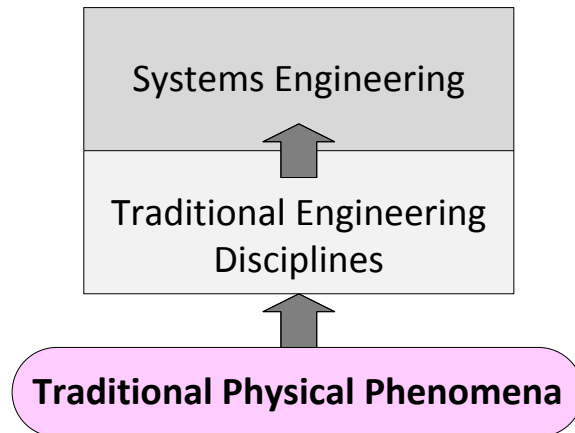 Systems Engineering
Traditional Engineering
Disciplines
Traditional Physical Phenomena